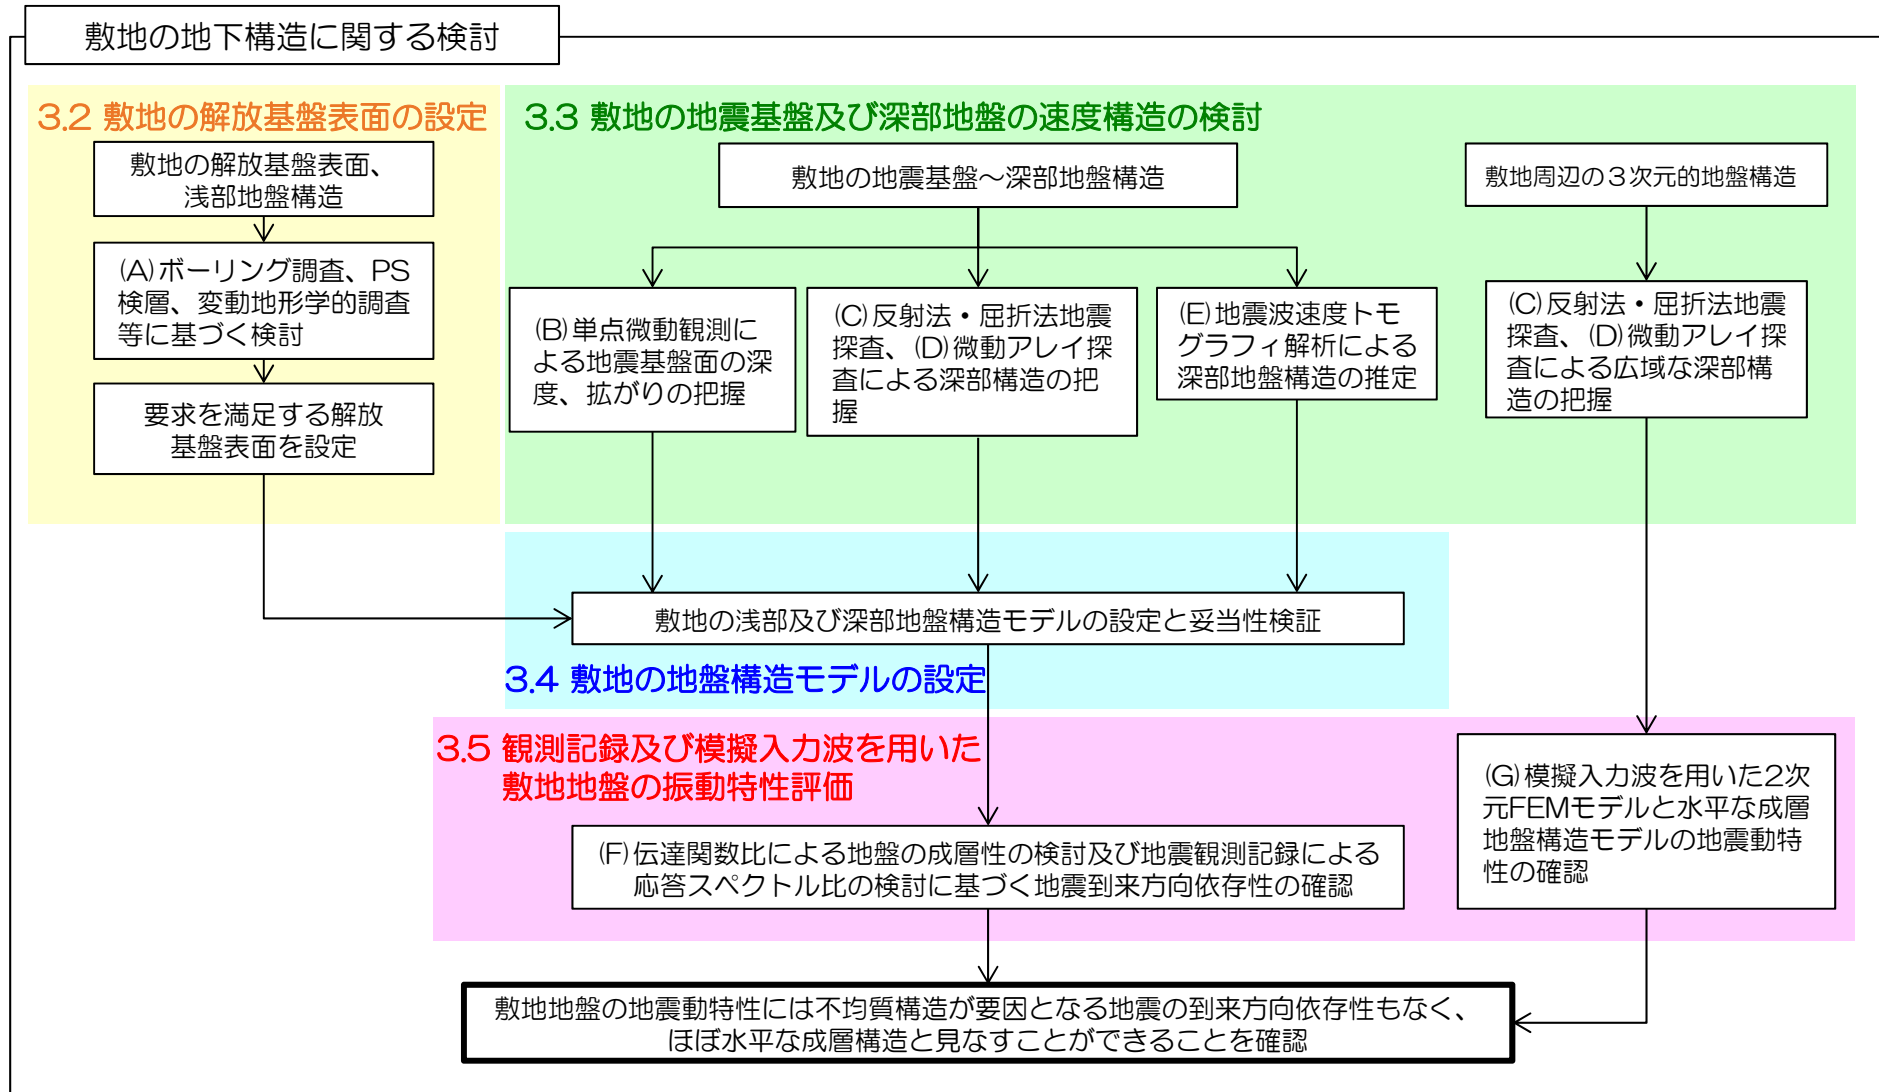 敷地の地下構造に関する検討
3.2 敷地の解放基盤表面の設定
敷地の解放基盤表面、
浅部地盤構造
(A)ボーリング調査、PS
検層、変動地形学的調査
等に基づく検討
要求を満足する解放
基盤表面を設定
3.3 敷地の地震基盤及び深部地盤の速度構造の検討
敷地の地震基盤～深部地盤構造
(B)単点微動観測に
よる地震基盤面の深
度、拡がりの把握
(C)反射法・屈折法地震
探査、(D)微動アレイ探
査による深部構造の把
握
(E)地震波速度トモ
グラフィ解析による
深部地盤構造の推定
敷地周辺の３次元的地盤構造
(C)反射法・屈折法地震
探査、(D)微動アレイ探
査による広域な深部構
造の把握
敷地の浅部及び深部地盤構造モデルの設定と妥当性検証
3.4 敷地の地盤構造モデルの設定
3.5 観測記録及び模擬入力波を用いた
敷地地盤の振動特性評価
(F)伝達関数比による地盤の成層性の検討及び地震観測記録による
応答スペクトル比の検討に基づく地震到来方向依存性の確認
(G)模擬入力波を用いた2次
元FEMモデルと水平な成層
地盤構造モデルの地震動特
性の確認
敷地地盤の地震動特性には不均質構造が要因となる地震の到来方向依存性もなく、
ほぼ水平な成層構造と見なすことができることを確認